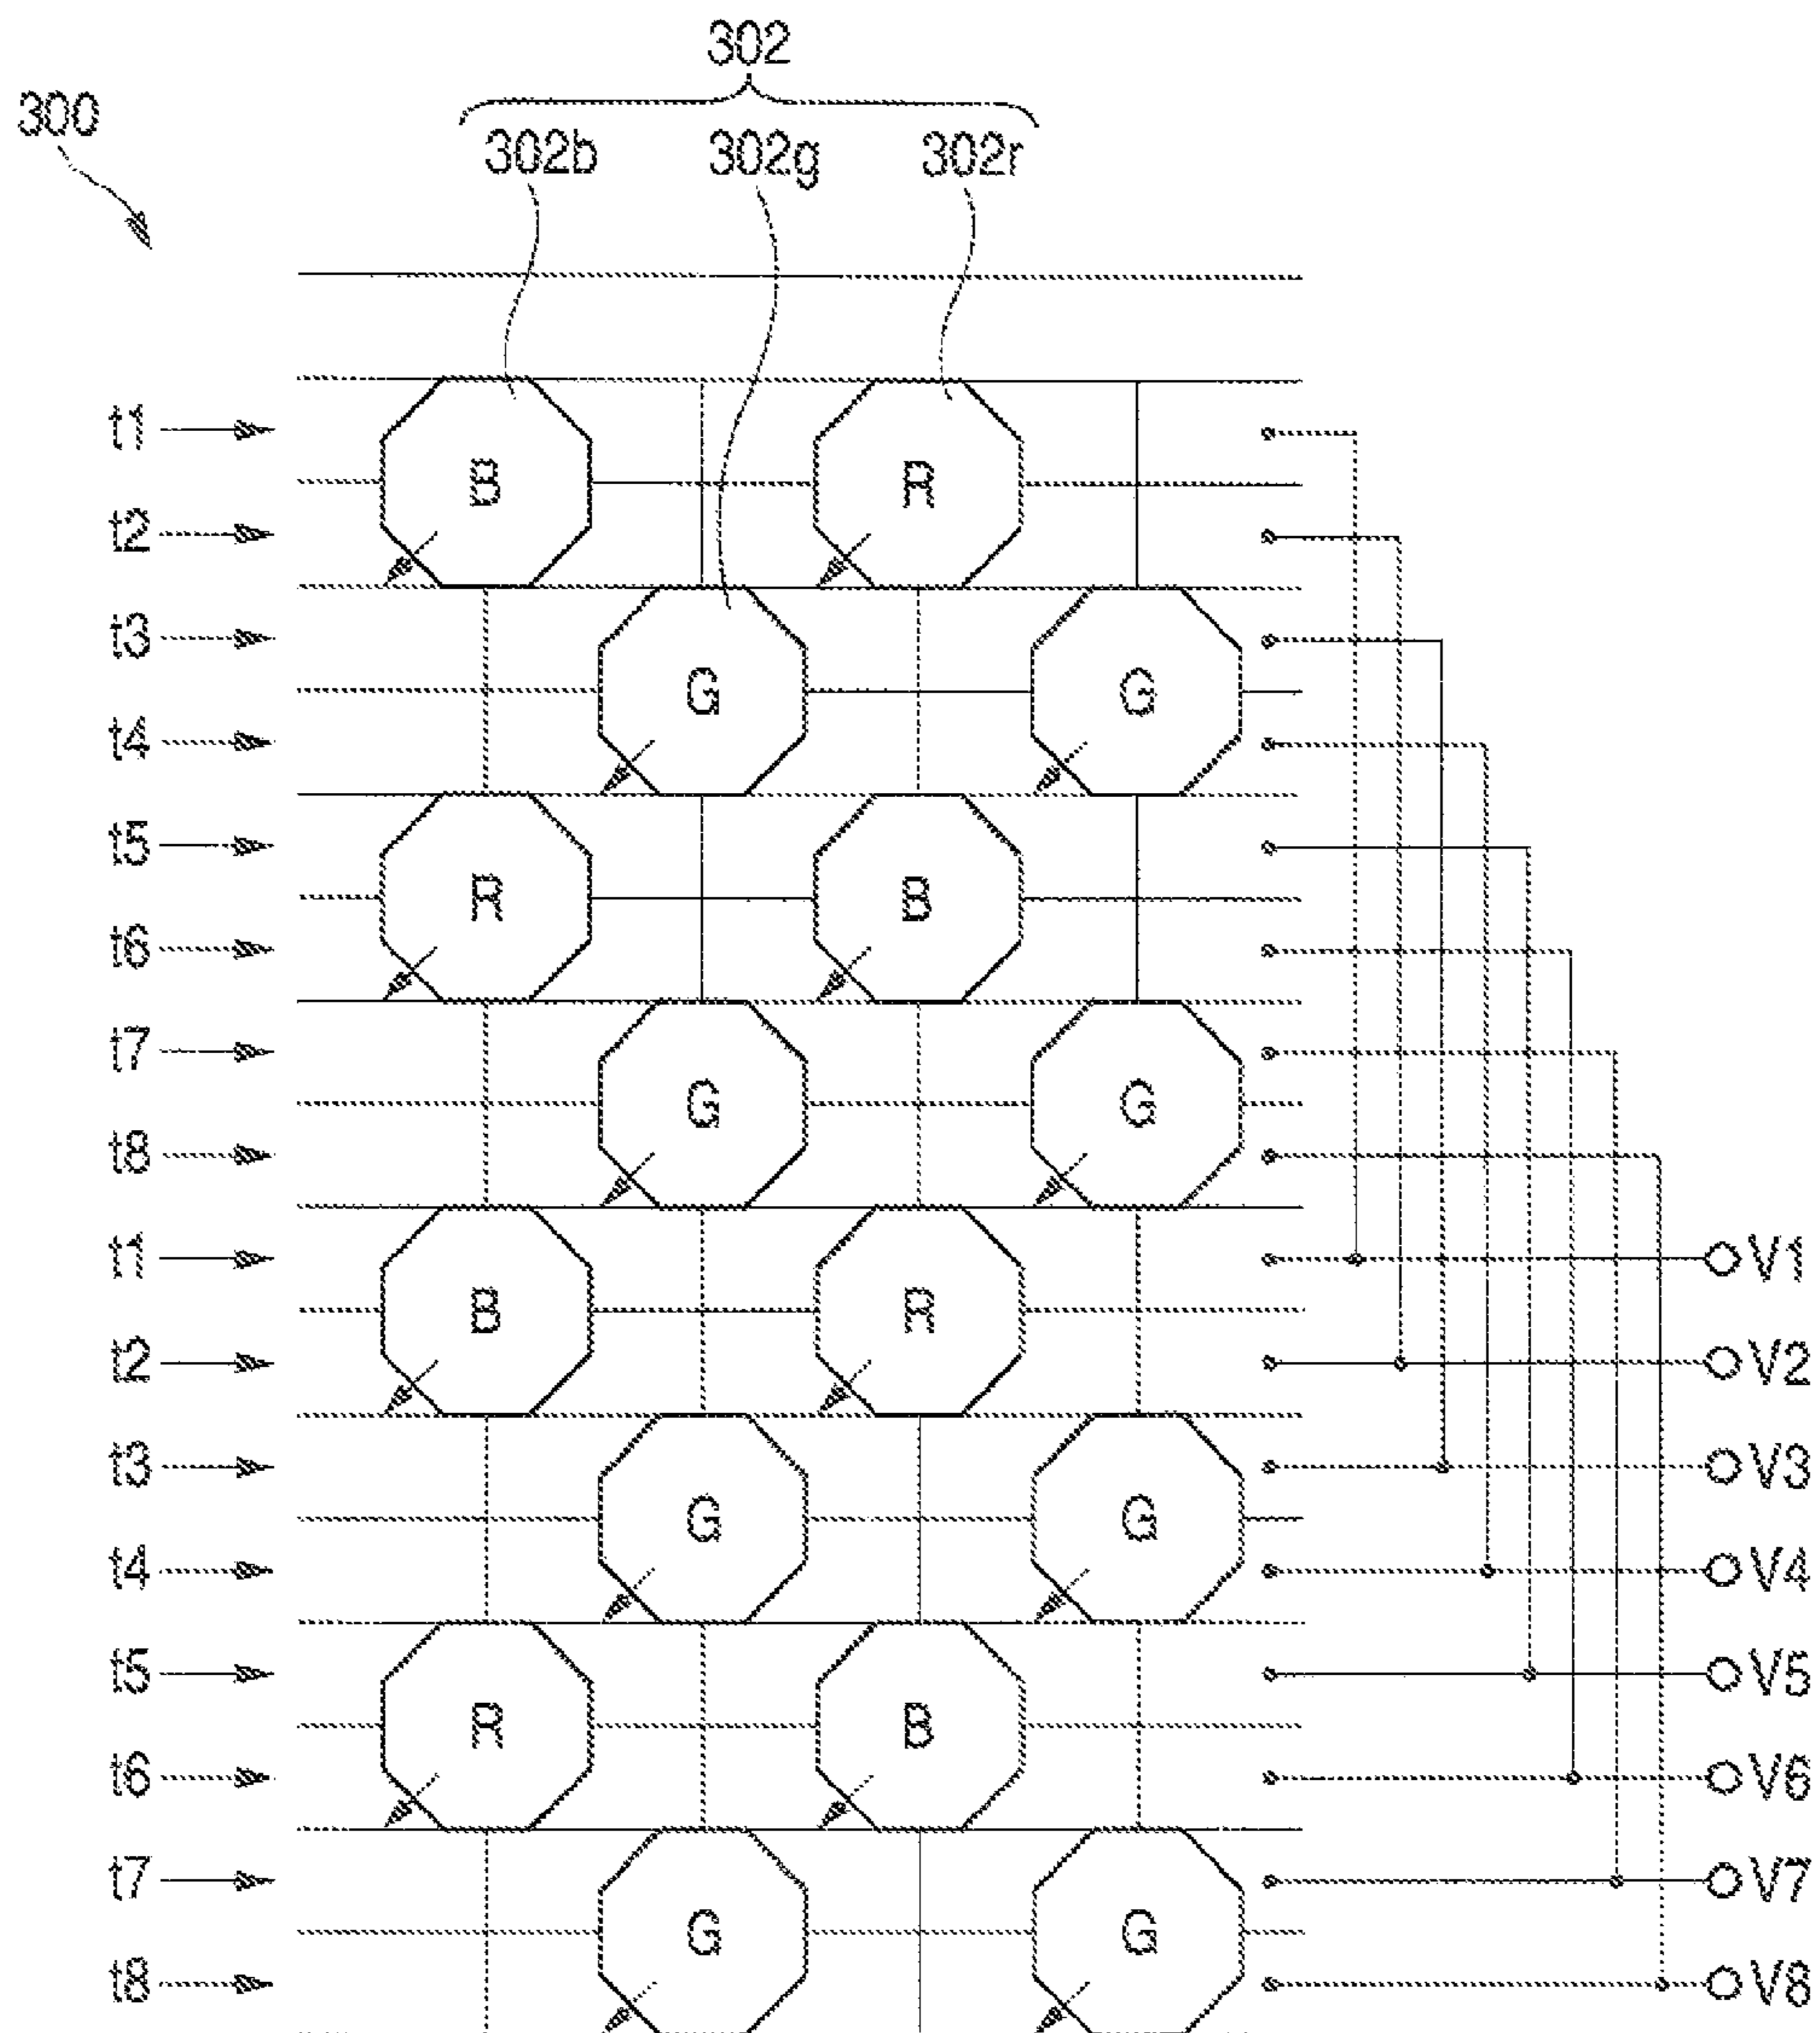 302
300
302b 302g 302r
t1
B R
t2
t3
G G
t4
t5
R B
t6
t7
G G
t8
t1 V1
B R
t2 V2
t3 V3
G G
t4 V4
t5 V5
R B
t6 V6
t7 V7
G G
t8 V8